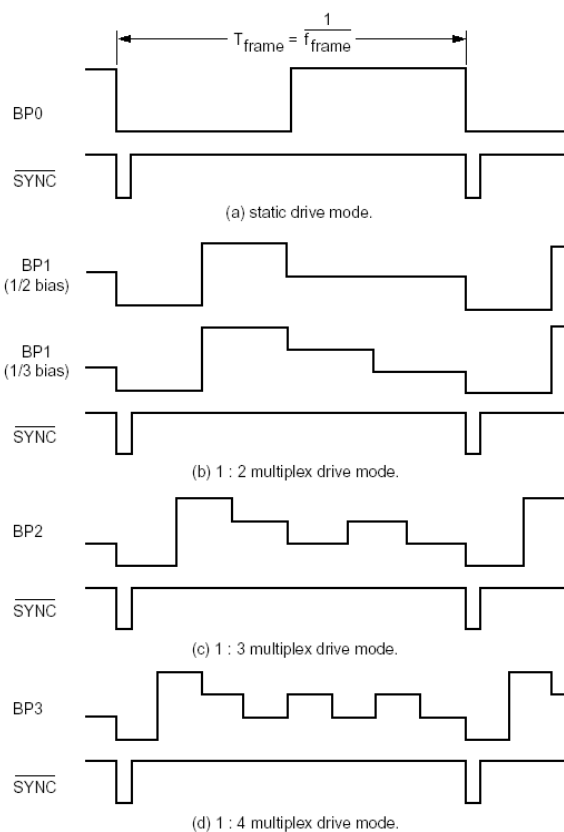 T_frame = 1 / f_frame
BP0
SYNC
(a) static drive mode.
BP1
(1/2 bias)
BP1
(1/3 bias)
SYNC
(b) 1 : 2 multiplex drive mode.
BP2
SYNC
(c) 1 : 3 multiplex drive mode.
BP3
SYNC
(d) 1 : 4 multiplex drive mode.